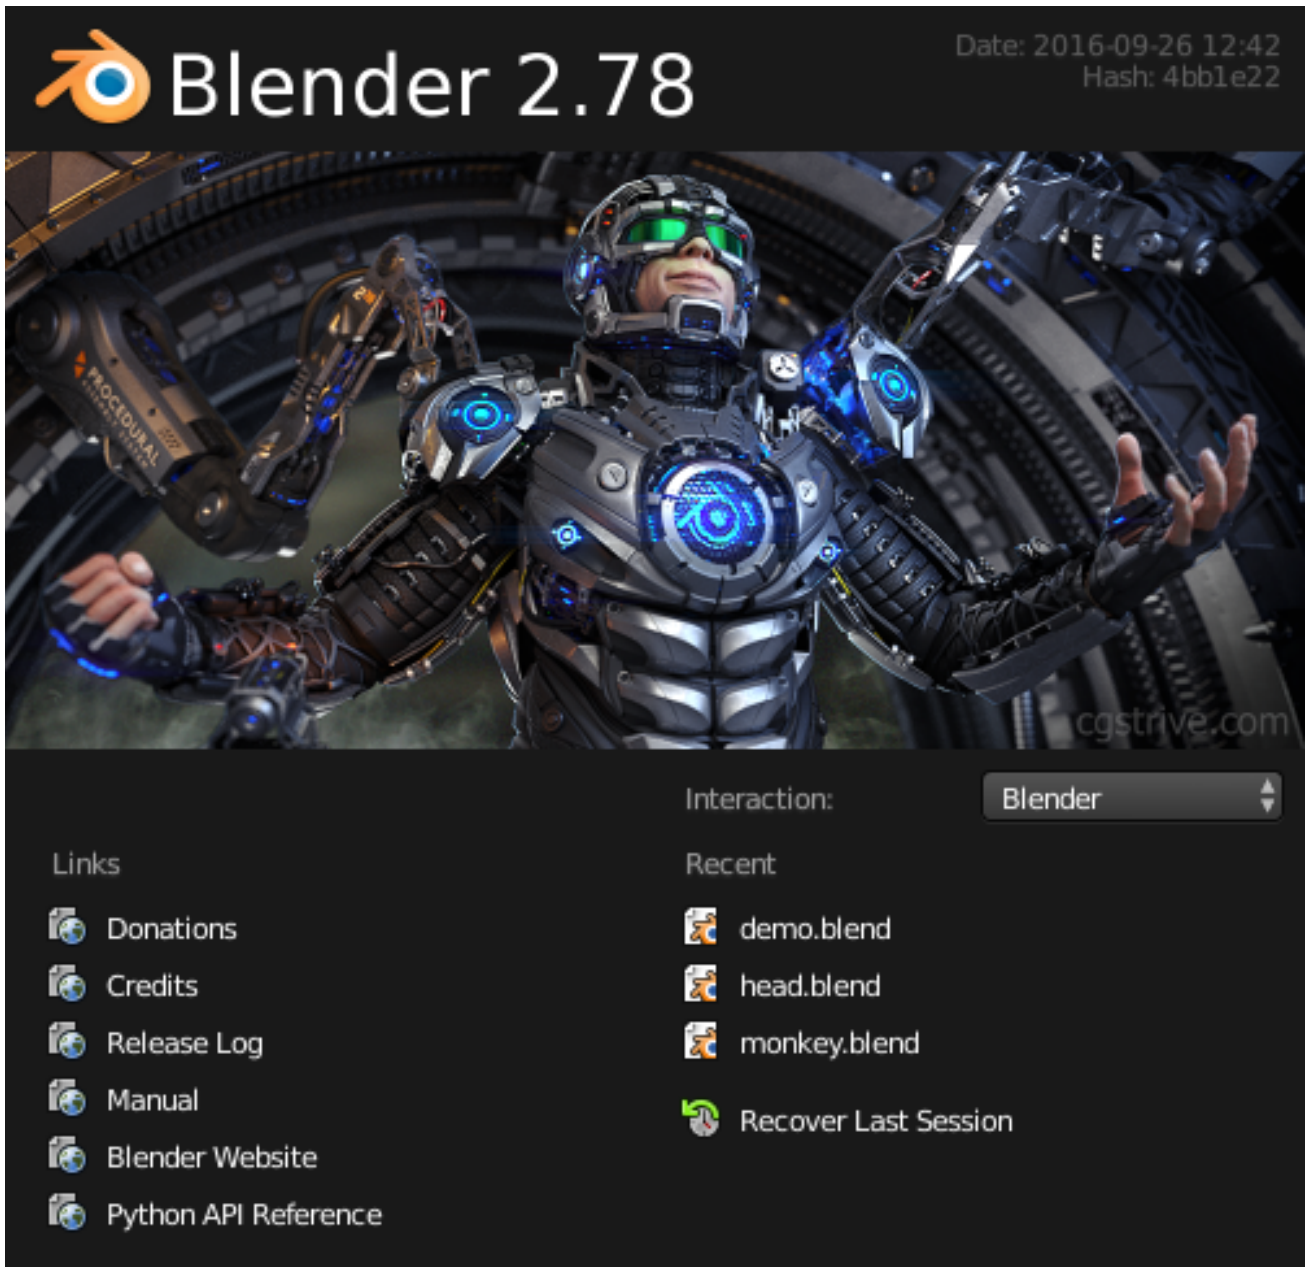 Blender 2.78
Date: 2016-09-26 12:42
Hash: 4bb1e22
PROCEDURAL
cgstrive.com
Interaction:
Blender
Links
Donations
Credits
Release Log
Manual
Blender Website
Python API Reference
Recent
demo.blend
head.blend
monkey.blend
Recover Last Session